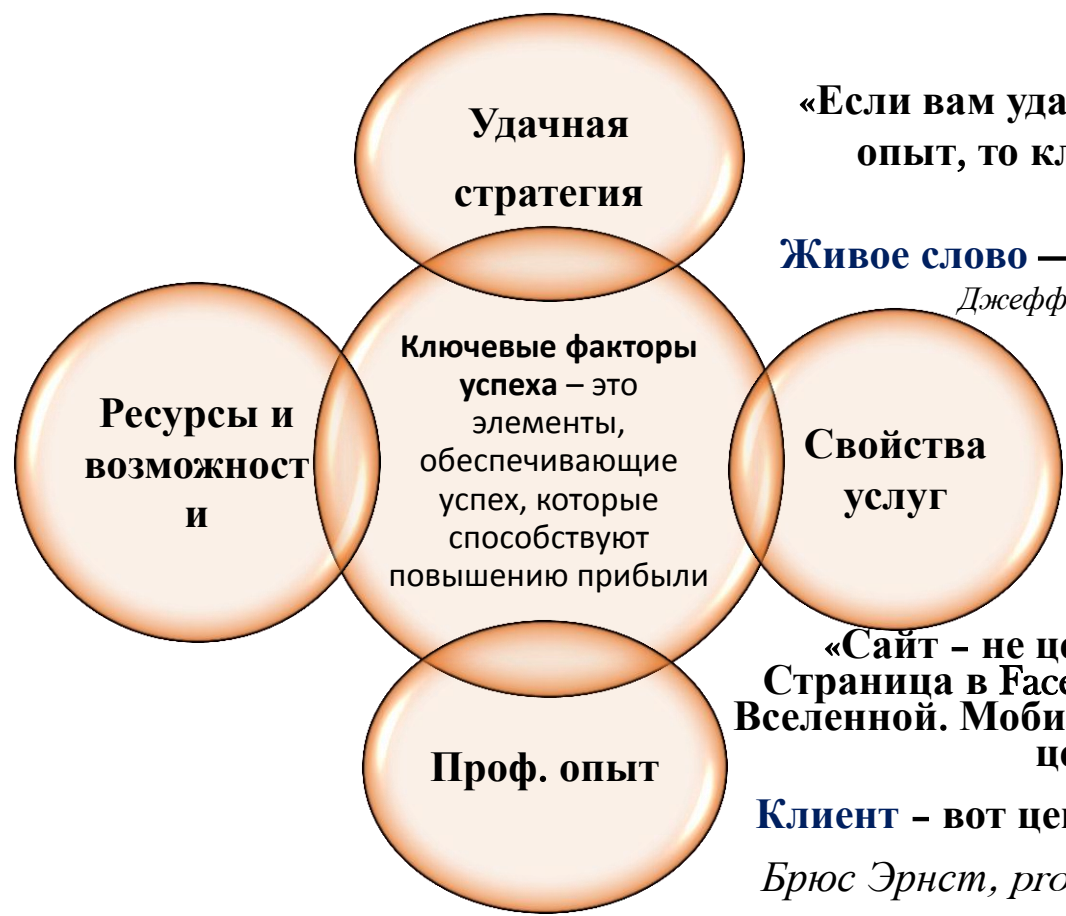 Удачная
стратегия
«Если вам уда
опыт, то кл
Живое слово —
Джефф
Ключевые факторы
успеха – это
элементы,
обеспечивающие
успех, которые
способствуют
повышению прибыли
Ресурсы и
возможност
и
Свойства
услуг
Проф. опыт
«Сайт – не це
Страница в Face
Вселенной. Моби
це
Клиент – вот цен
Брюс Эрнст, pro